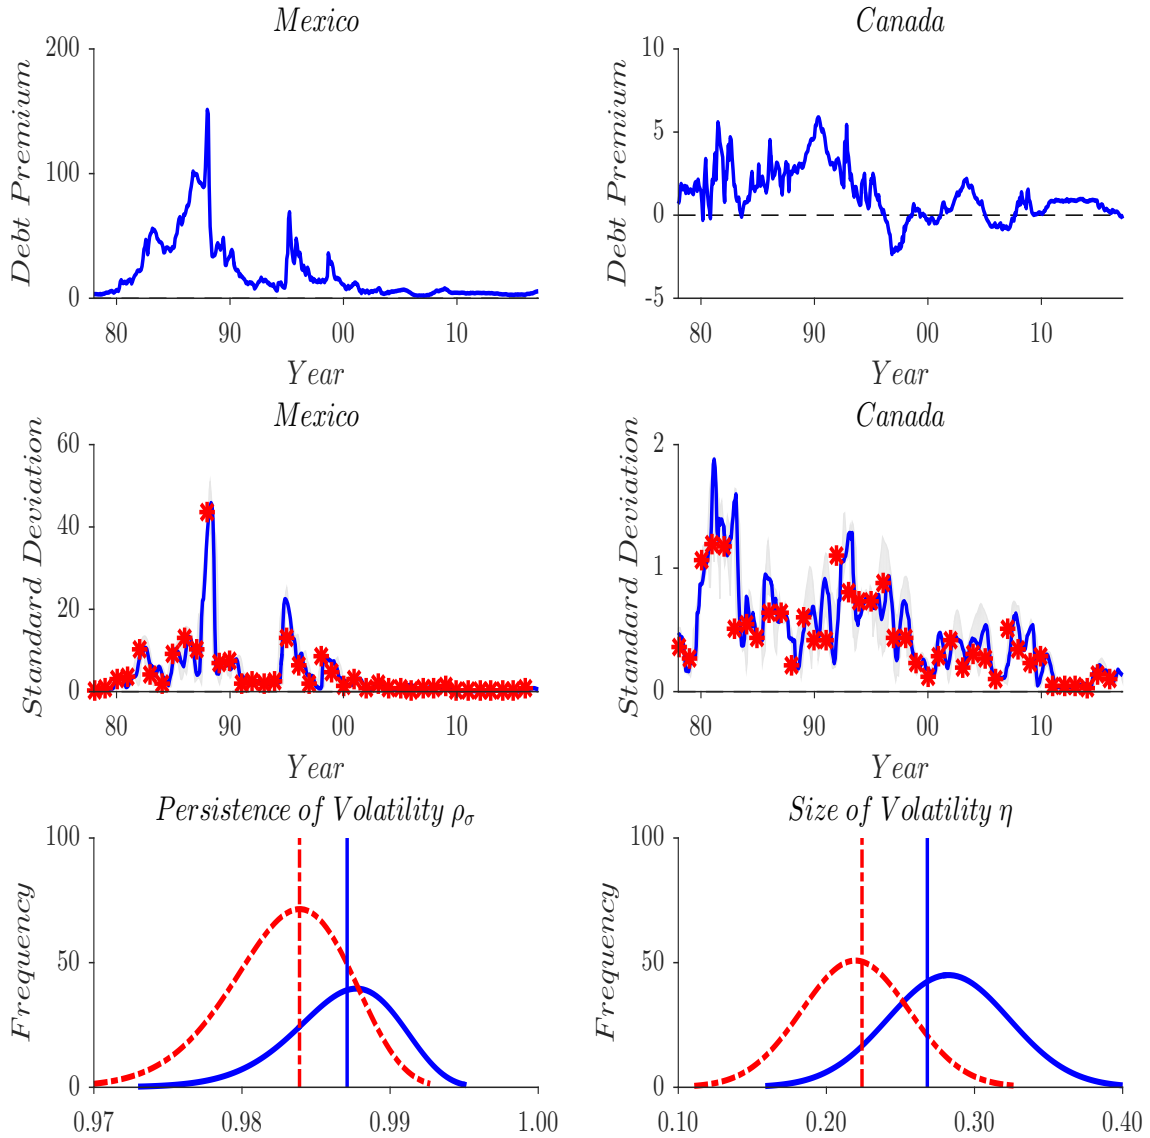 Mexico
Canada
Debt Premium
200
100
0
80 90 00 10
Year
Debt Premium
10
5
0
-5
80 90 00 10
Year
Mexico
Canada
Standard Deviation
60
40
20
0
80 90 00 10
Year
Standard Deviation
2
1
0
80 90 00 10
Year
Persistence of Volatility ρσ
Size of Volatility η
Frequency
100
50
0
0.97 0.98 0.99 1.00
Frequency
100
50
0
0.10 0.20 0.30 0.40